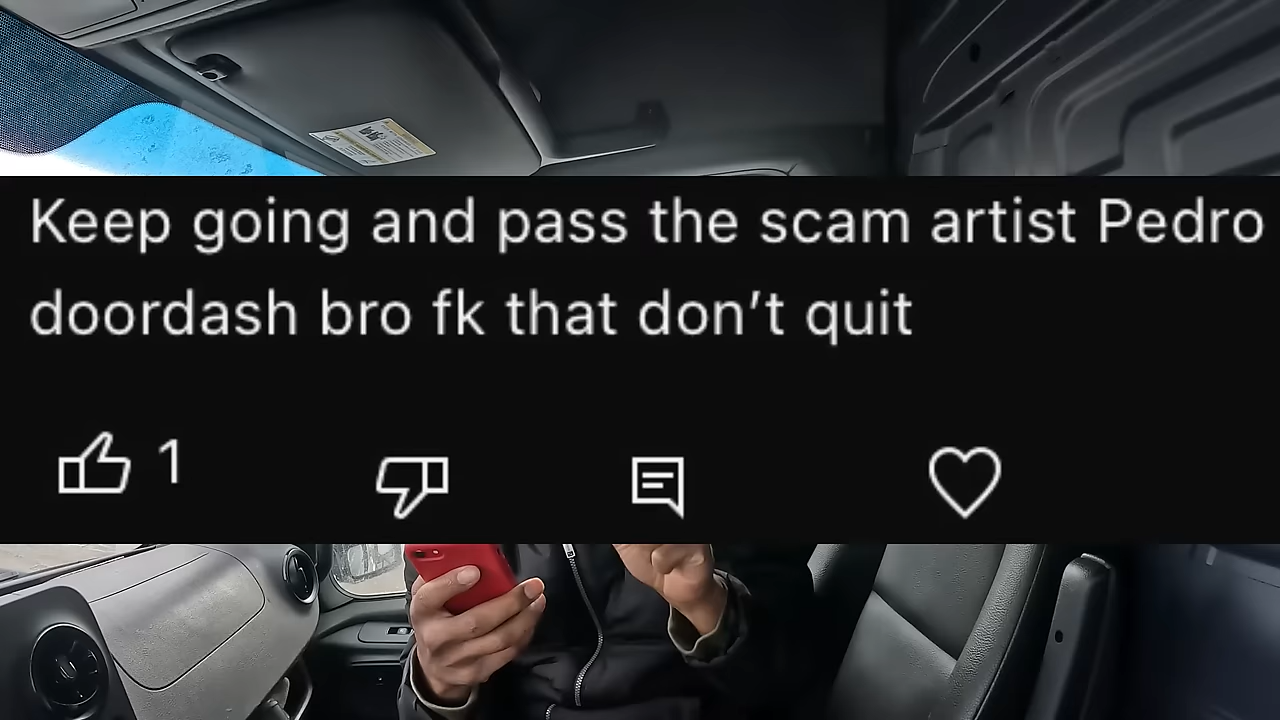 Keep going and pass the scam artist Pedro
doordash bro fk that don’t quit
1